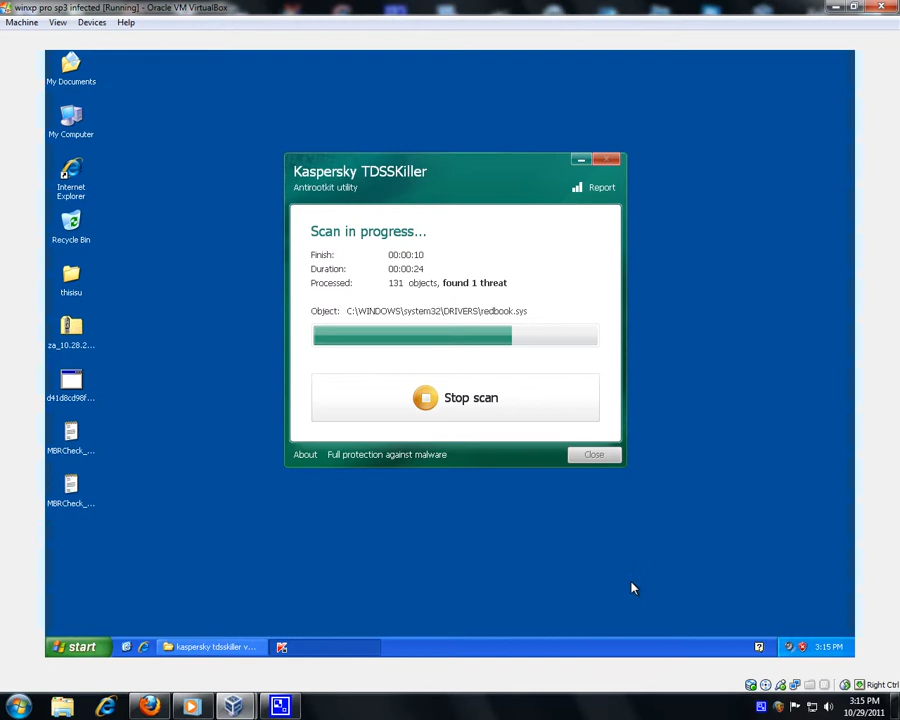 winxp pro sp3 infected [Running] - Oracle VM VirtualBox
Machine View Devices Help
My Documents
My Computer
Internet
Explorer
Recycle Bin
thisisu
za_10.28.2...
d41d8cd98f...
MBRCheck_...
MBRCheck_...
Kaspersky TDSSKiller
Antirootkit utility
Report
Scan in progress...
Finish: 00:00:10
Duration: 00:00:24
Processed: 131 objects, found 1 threat
Object: C:\WINDOWS\system32\DRIVERS\redbook.sys
Stop scan
About Full protection against malware Close
start kaspersky tdsskiller v... 3:15 PM
Right Ctrl
3:15 PM
10/29/2011